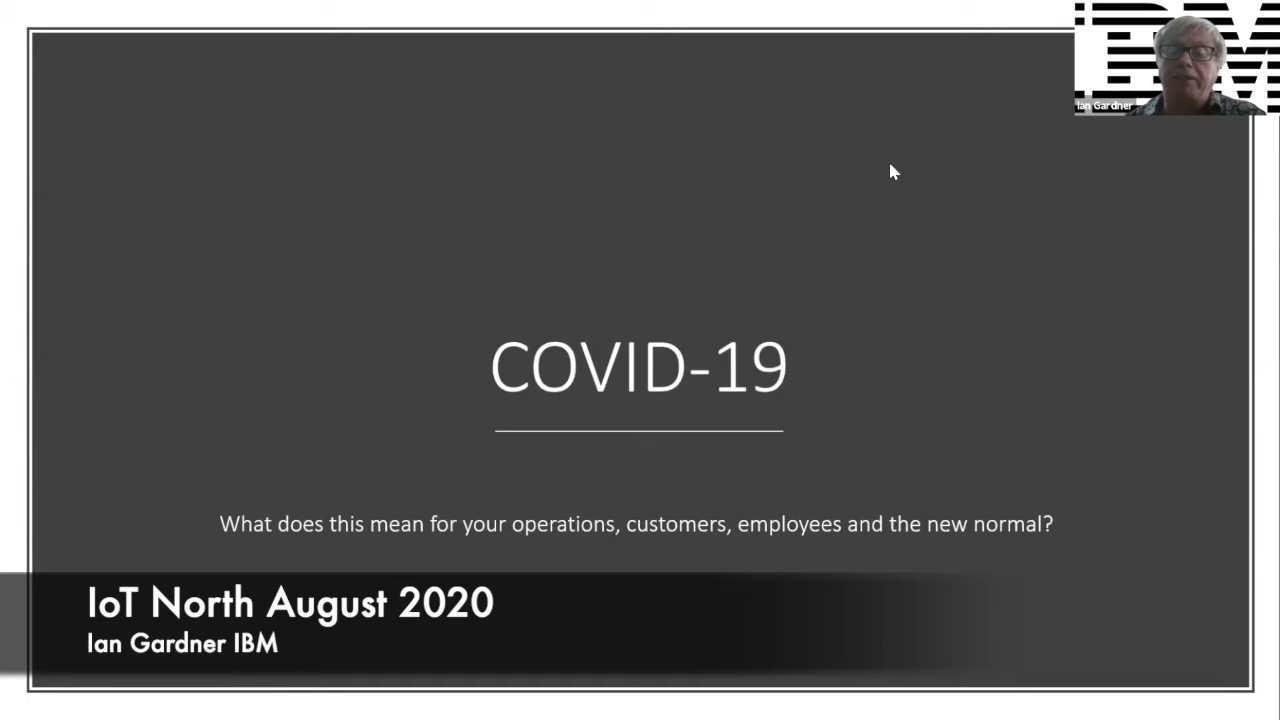 IBM
Ian Gardner
COVID-19
What does this mean for your operations, customers, employees and the new normal?
IoT North August 2020
Ian Gardner IBM